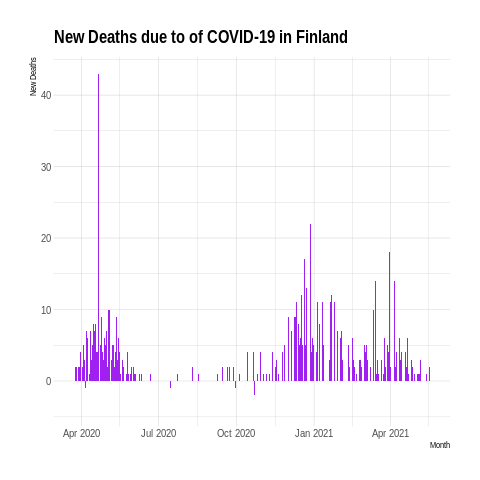 New Deaths due to of COVID-19 in Finland
New Deaths
40
30
20
10
0
Apr 2020 Jul 2020 Oct 2020 Jan 2021 Apr 2021
Month